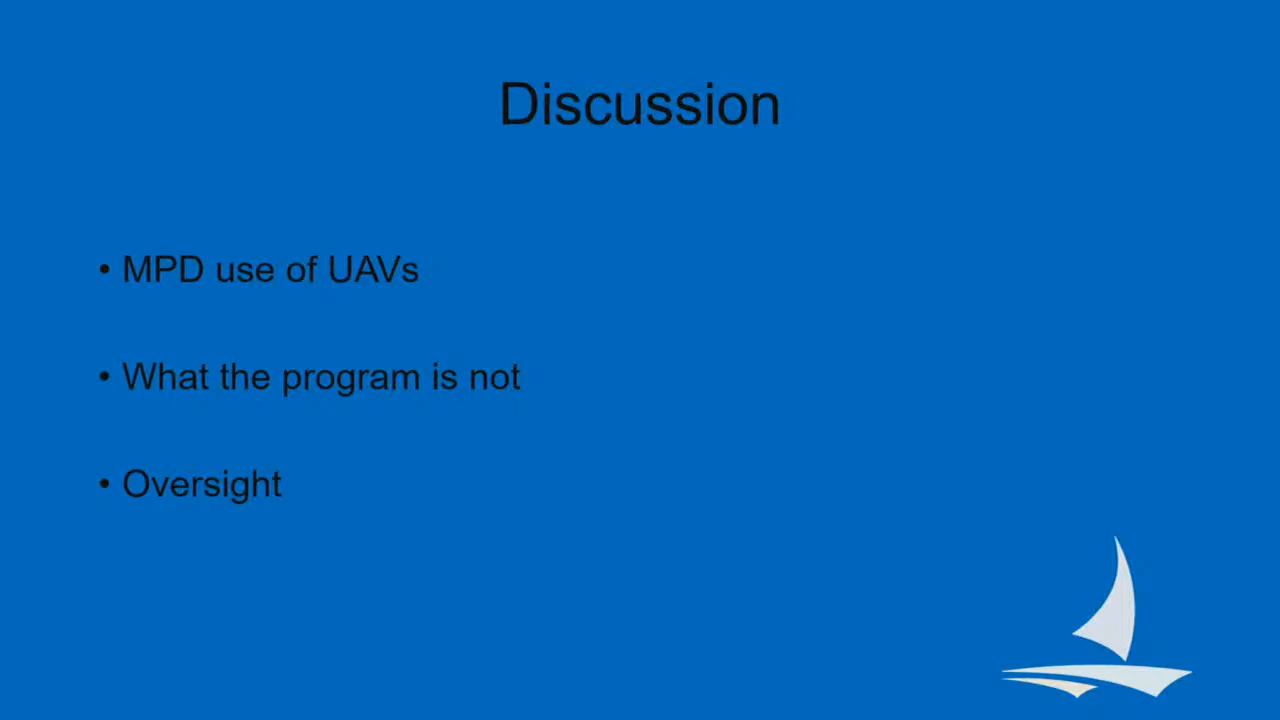 Discussion
• MPD use of UAVs
• What the program is not
• Oversight